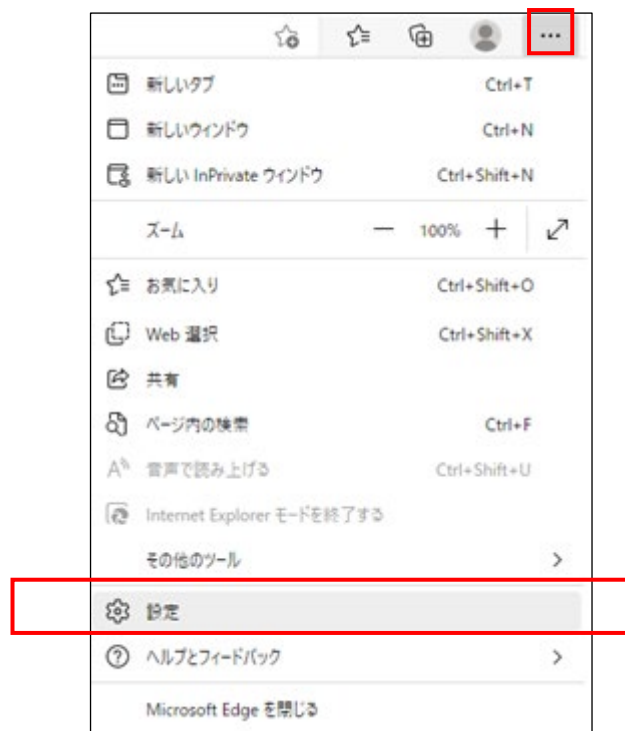 新しいタブ Ctrl+T
新しいウィンドウ Ctrl+N
新しい InPrivate ウィンドウ Ctrl+Shift+N
ズーム — 100% +
お気に入り Ctrl+Shift+O
Web 選択 Ctrl+Shift+X
共有
ページ内の検索 Ctrl+F
音声で読み上げる Ctrl+Shift+U
Internet Explorer モードを終了する
その他のツール
設定
ヘルプとフィードバック
Microsoft Edge を閉じる